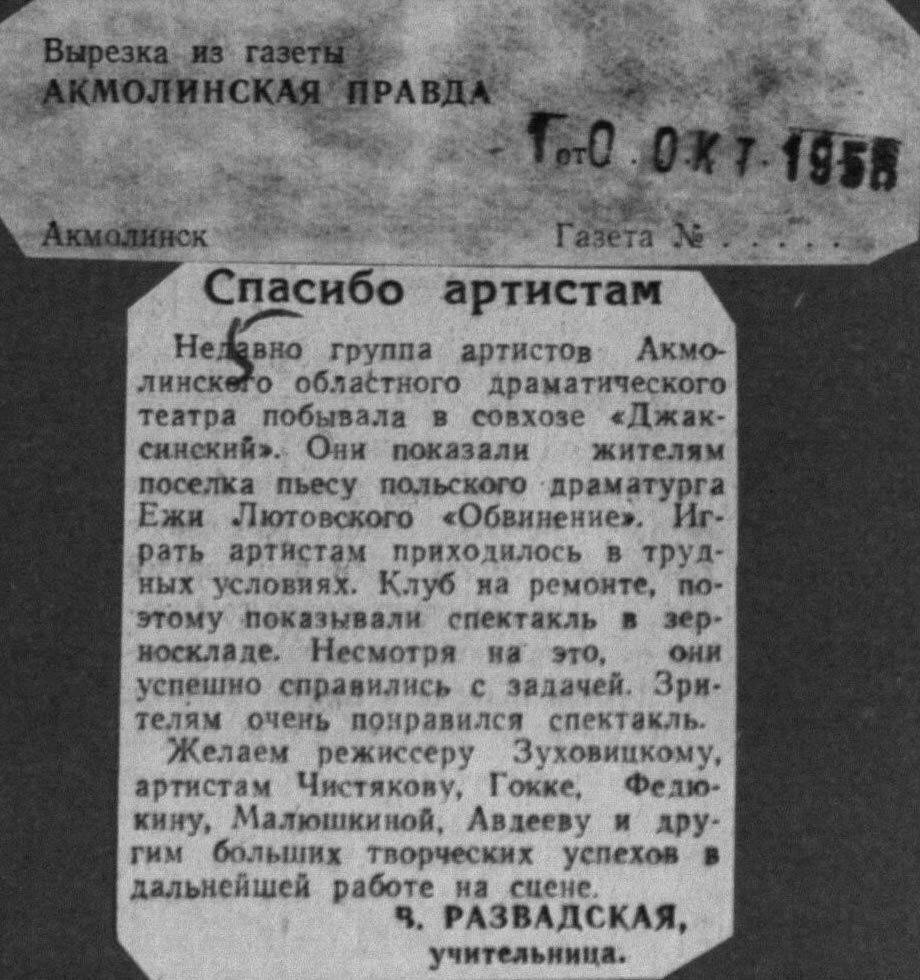 Вырезка из газеты
АКМОЛИНСКАЯ ПРАВДА
10 ОКТ 195
от
Акмолинск Газета № . . . . .
Спасибо артистам
Недавно группа артистов Акмо-
линского областного драматического
театра побывала в совхозе «Джак-
синский». Они показали жителям
поселка пьесу польского драматурга
Ежи Лютовского «Обвинение». Иг-
рать артистам приходилось в труд-
ных условиях. Клуб на ремонте, по-
этому показывали спектакль в зер-
носкладе. Несмотря на это, они
успешно справились с задачей. Зри-
телям очень понравился спектакль.
Желаем режиссеру Зуховицкому,
артистам Чистякову, Гокке, Федю-
кину, Малюшкиной, Авдееву и дру-
гим больших творческих успехов в
дальнейшей работе на сцене.
В. РАЗВАДСКАЯ,
учительница.